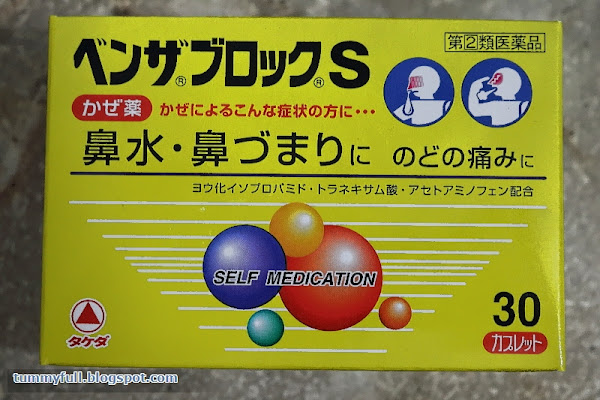 ベンザ®ブロック®S
第②類医薬品
かぜ薬 かぜによるこんな症状の方に・・・
鼻水・鼻づまりに のどの痛みに
ヨウ化イソプロパミド・トラネキサム酸・アセトアミノフェン配合
SELF MEDICATION
30
カプレット
タケダ
tummyfull.blogspot.com